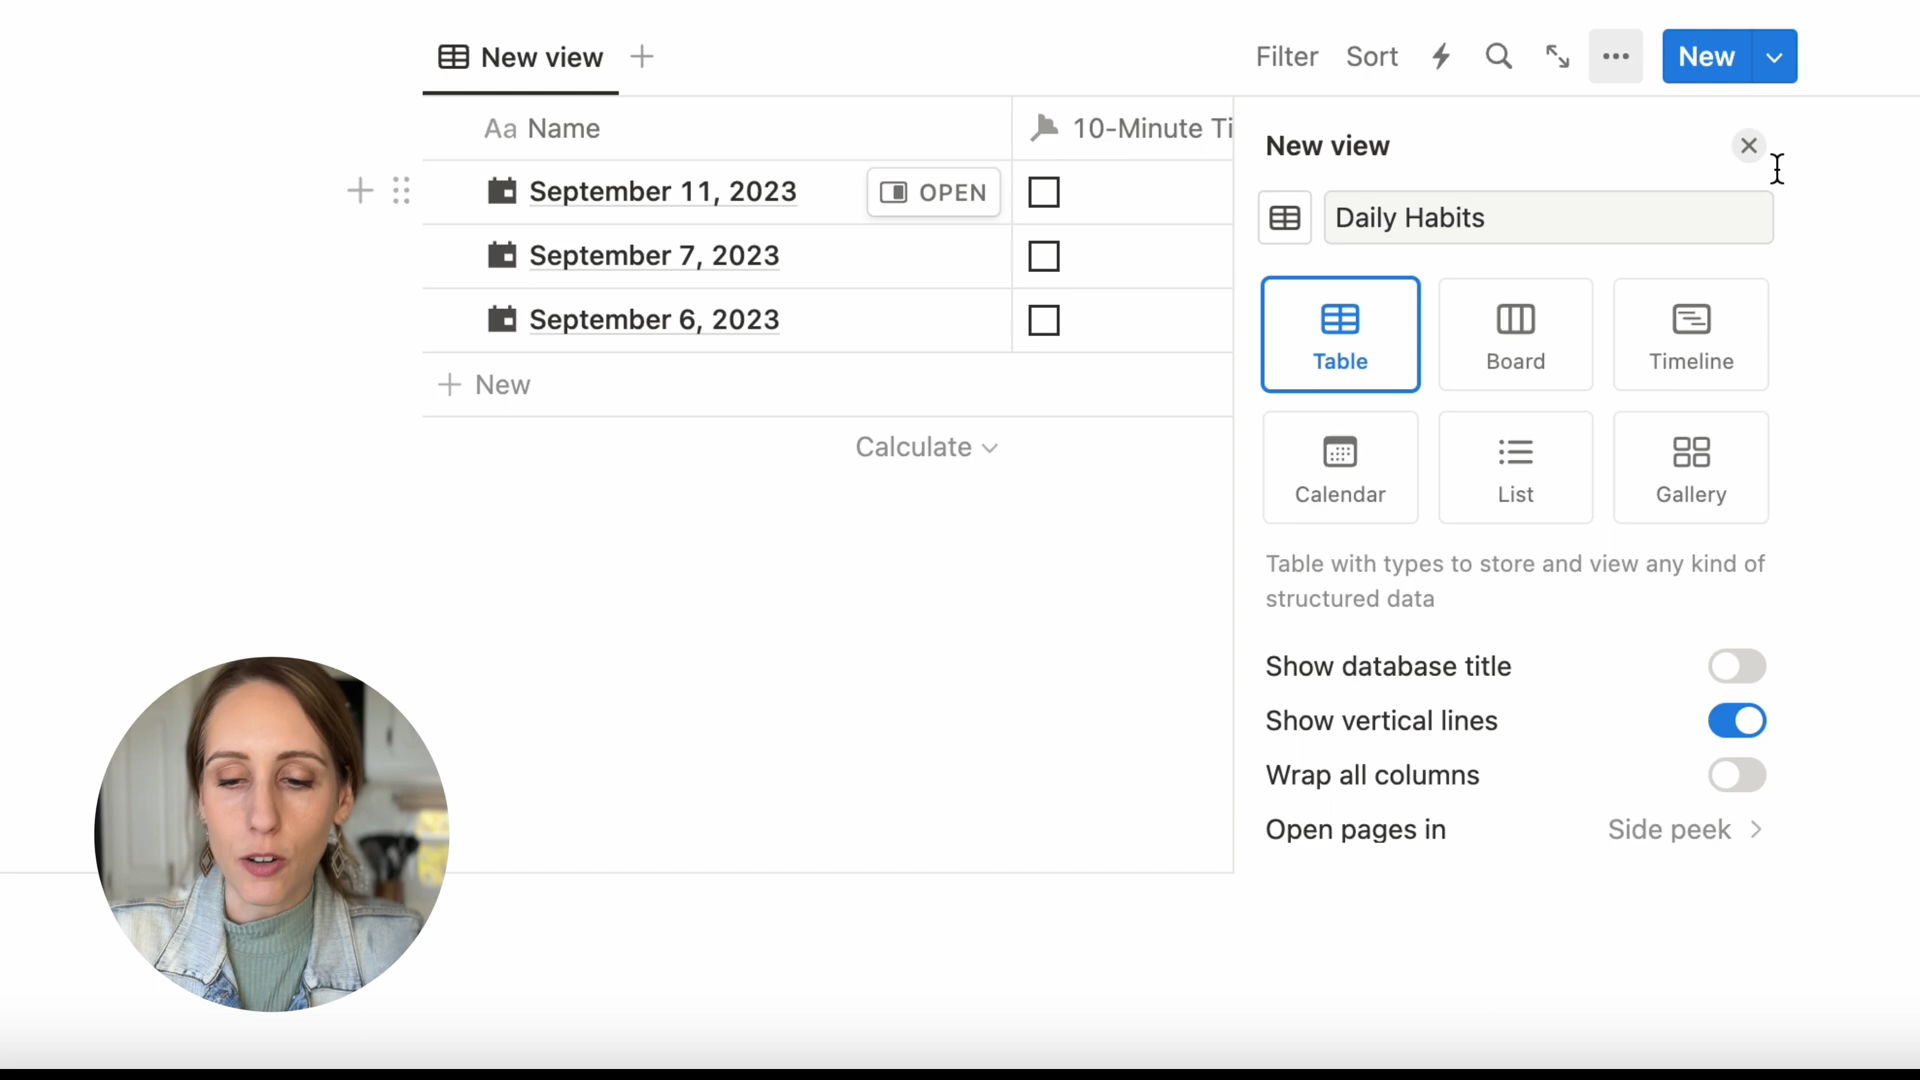 New view
Filter
Sort
New
Aa Name
10-Minute Ti
September 11, 2023
OPEN
September 7, 2023
September 6, 2023
New
Calculate
New view
Daily Habits
Table
Board
Timeline
Calendar
List
Gallery
Table with types to store and view any kind of
structured data
Show database title
Show vertical lines
Wrap all columns
Open pages in
Side peek